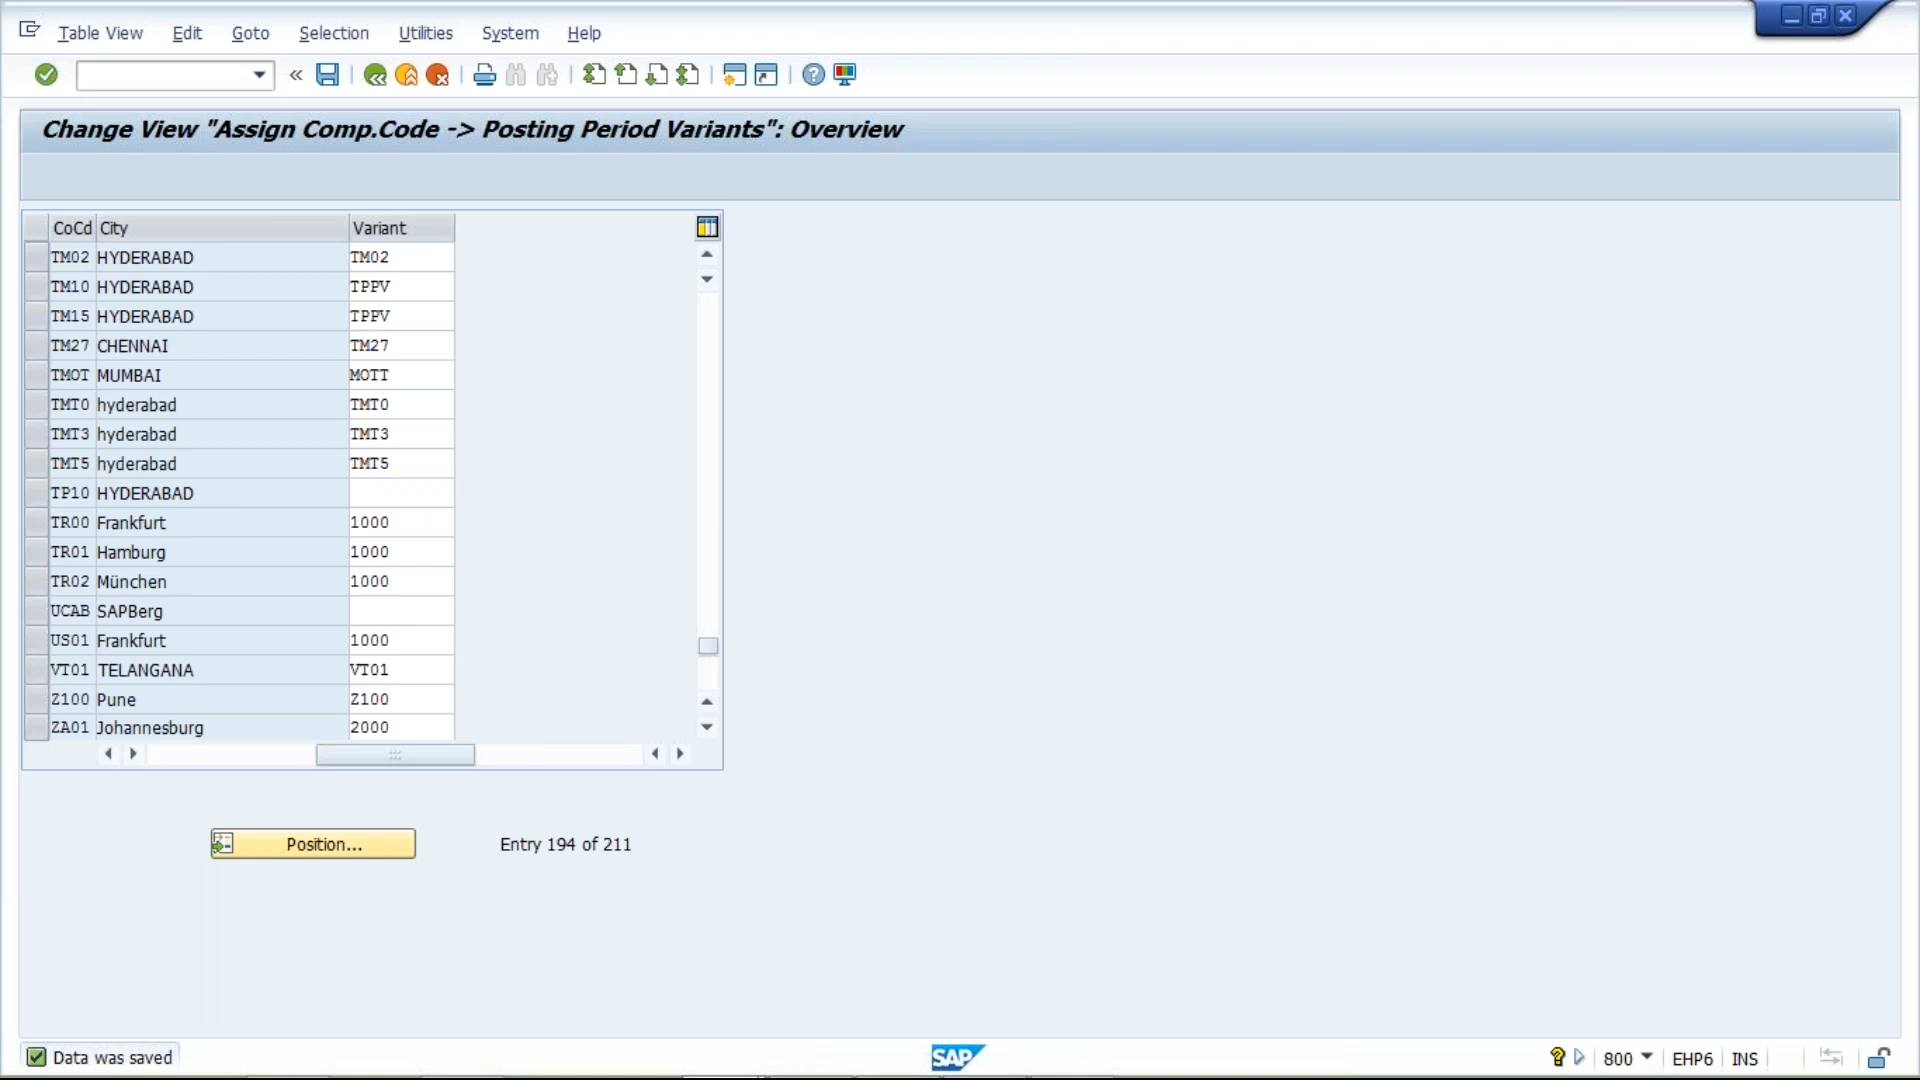 Table View Edit Goto Selection Utilities System Help
Change View "Assign Comp.Code -> Posting Period Variants": Overview
CoCd City Variant
TM02 HYDERABAD TM02
TM10 HYDERABAD TPPV
TM15 HYDERABAD TPPV
TM27 CHENNAI TM27
TMOT MUMBAI MOTT
TMT0 hyderabad TMT0
TMT3 hyderabad TMT3
TMT5 hyderabad TMT5
TP10 HYDERABAD
TR00 Frankfurt 1000
TR01 Hamburg 1000
TR02 München 1000
UCAB SAPBerg
US01 Frankfurt 1000
VT01 TELANGANA VT01
Z100 Pune Z100
ZA01 Johannesburg 2000
Position... Entry 194 of 211
Data was saved SAP 800 EHP6 INS